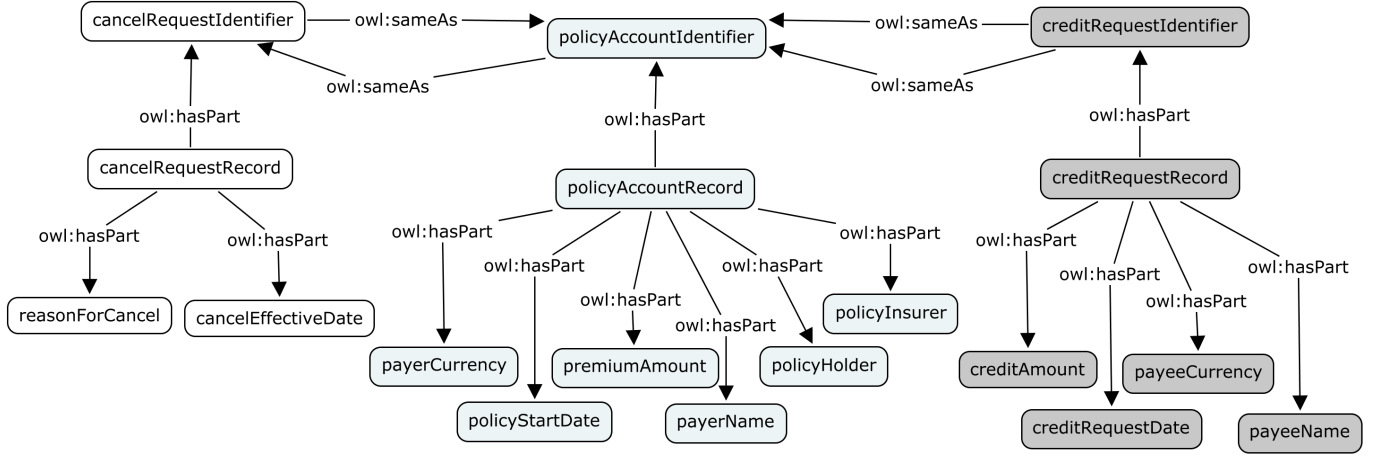 cancelRequestIdentifier
owl:sameAs
policyAccountIdentifier
owl:sameAs
creditRequestIdentifier
owl:sameAs
owl:sameAs
owl:hasPart
owl:hasPart
owl:hasPart
cancelRequestRecord
policyAccountRecord
creditRequestRecord
owl:hasPart
owl:hasPart
owl:hasPart
owl:hasPart
owl:hasPart
owl:hasPart
owl:hasPart
owl:hasPart
owl:hasPart
owl:hasPart
owl:hasPart
owl:hasPart
reasonForCancel
cancelEffectiveDate
policyInsurer
payerCurrency
premiumAmount
policyHolder
creditAmount
payeeCurrency
policyStartDate
payerName
creditRequestDate
payeeName